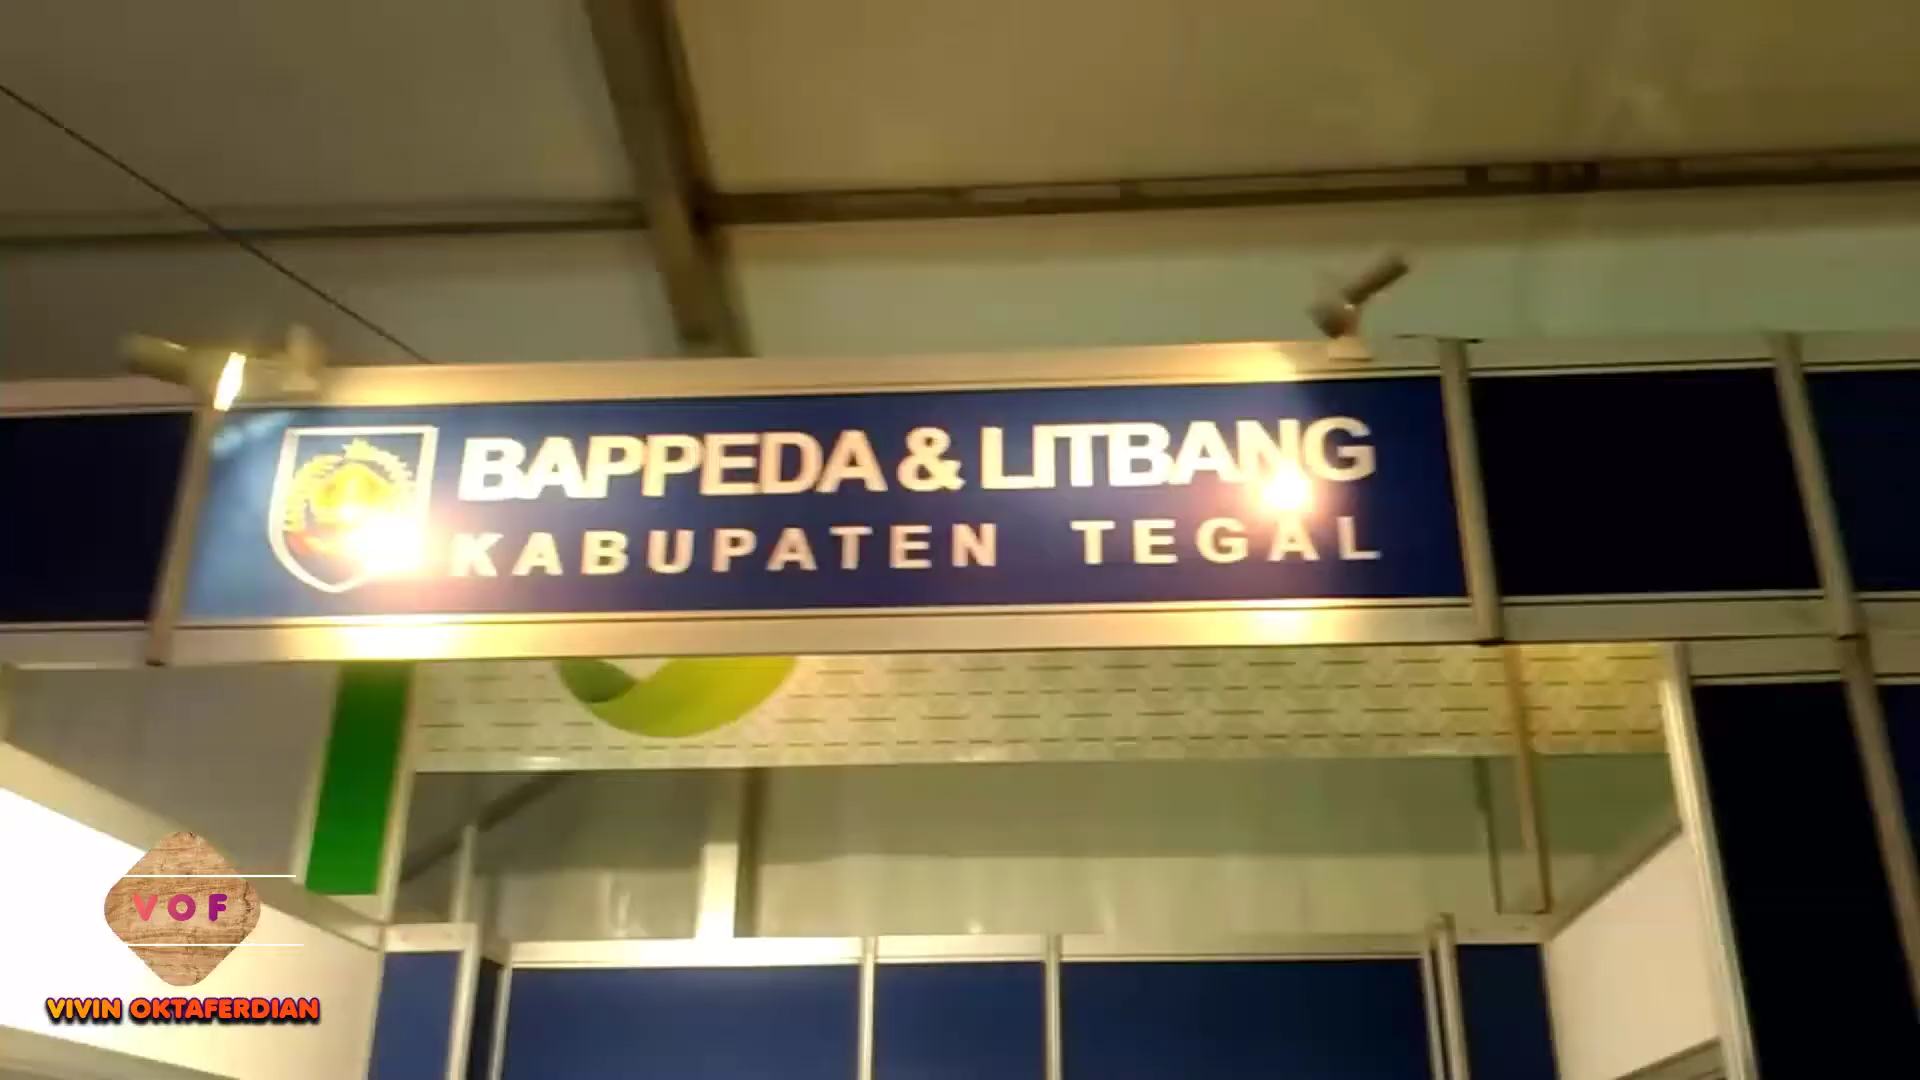 BAPPEDA & LITBANG
KABUPATEN TEGAL
VOF
VIVIN OKTAFERDIAN